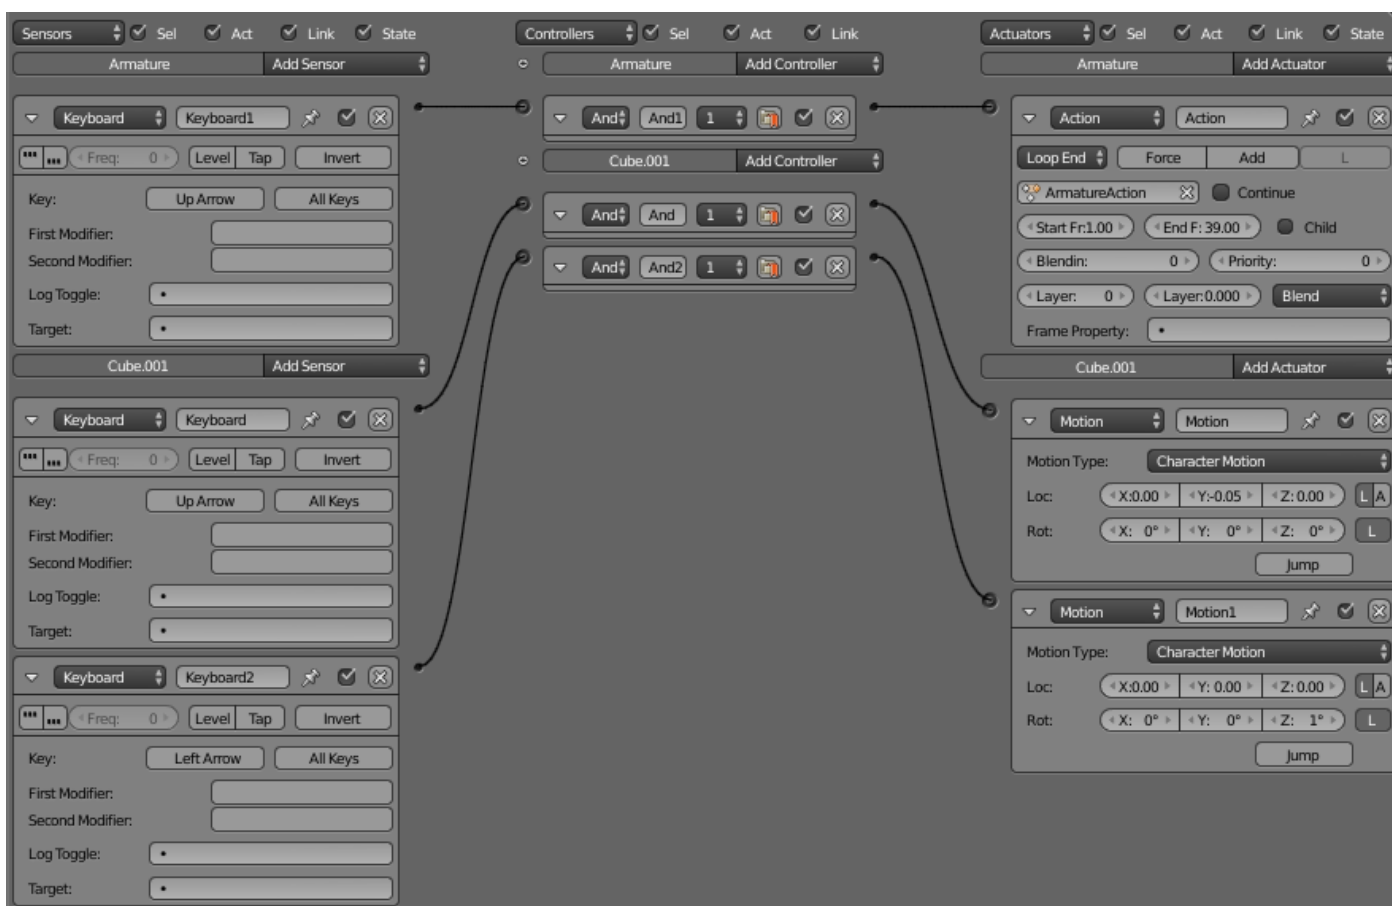 Sensors Sel Act Link State Controllers Sel Act Link Actuators Sel Act Link State
Armature Add Sensor Armature Add Controller Armature Add Actuator
Keyboard Keyboard1 And And1 1 Action Action
Freq: 0 Level Tap Invert Cube.001 Add Controller Loop End Force Add L
Key: Up Arrow All Keys And And 1 ArmatureAction Continue
First Modifier: Start Fr:1.00 End F: 39.00 Child
Second Modifier: And And2 1 Blendin: 0 Priority: 0
Log Toggle: Layer: 0 Layer:0.000 Blend
Target: Frame Property:
Cube.001 Add Sensor Cube.001 Add Actuator
Keyboard Keyboard Motion Motion
Freq: 0 Level Tap Invert Motion Type: Character Motion
Key: Up Arrow All Keys Loc: X:0.00 Y:-0.05 Z: 0.00 L A
First Modifier: Rot: X: 0° Y: 0° Z: 0° L
Second Modifier: Jump
Log Toggle: Motion Motion1
Target:
Keyboard Keyboard2 Motion Type: Character Motion
Freq: 0 Level Tap Invert Loc: X:0.00 Y: 0.00 Z: 0.00 L A
Rot: X: 0° Y: 0° Z: 1° L
Key: Left Arrow All Keys Jump
First Modifier:
Second Modifier:
Log Toggle:
Target: